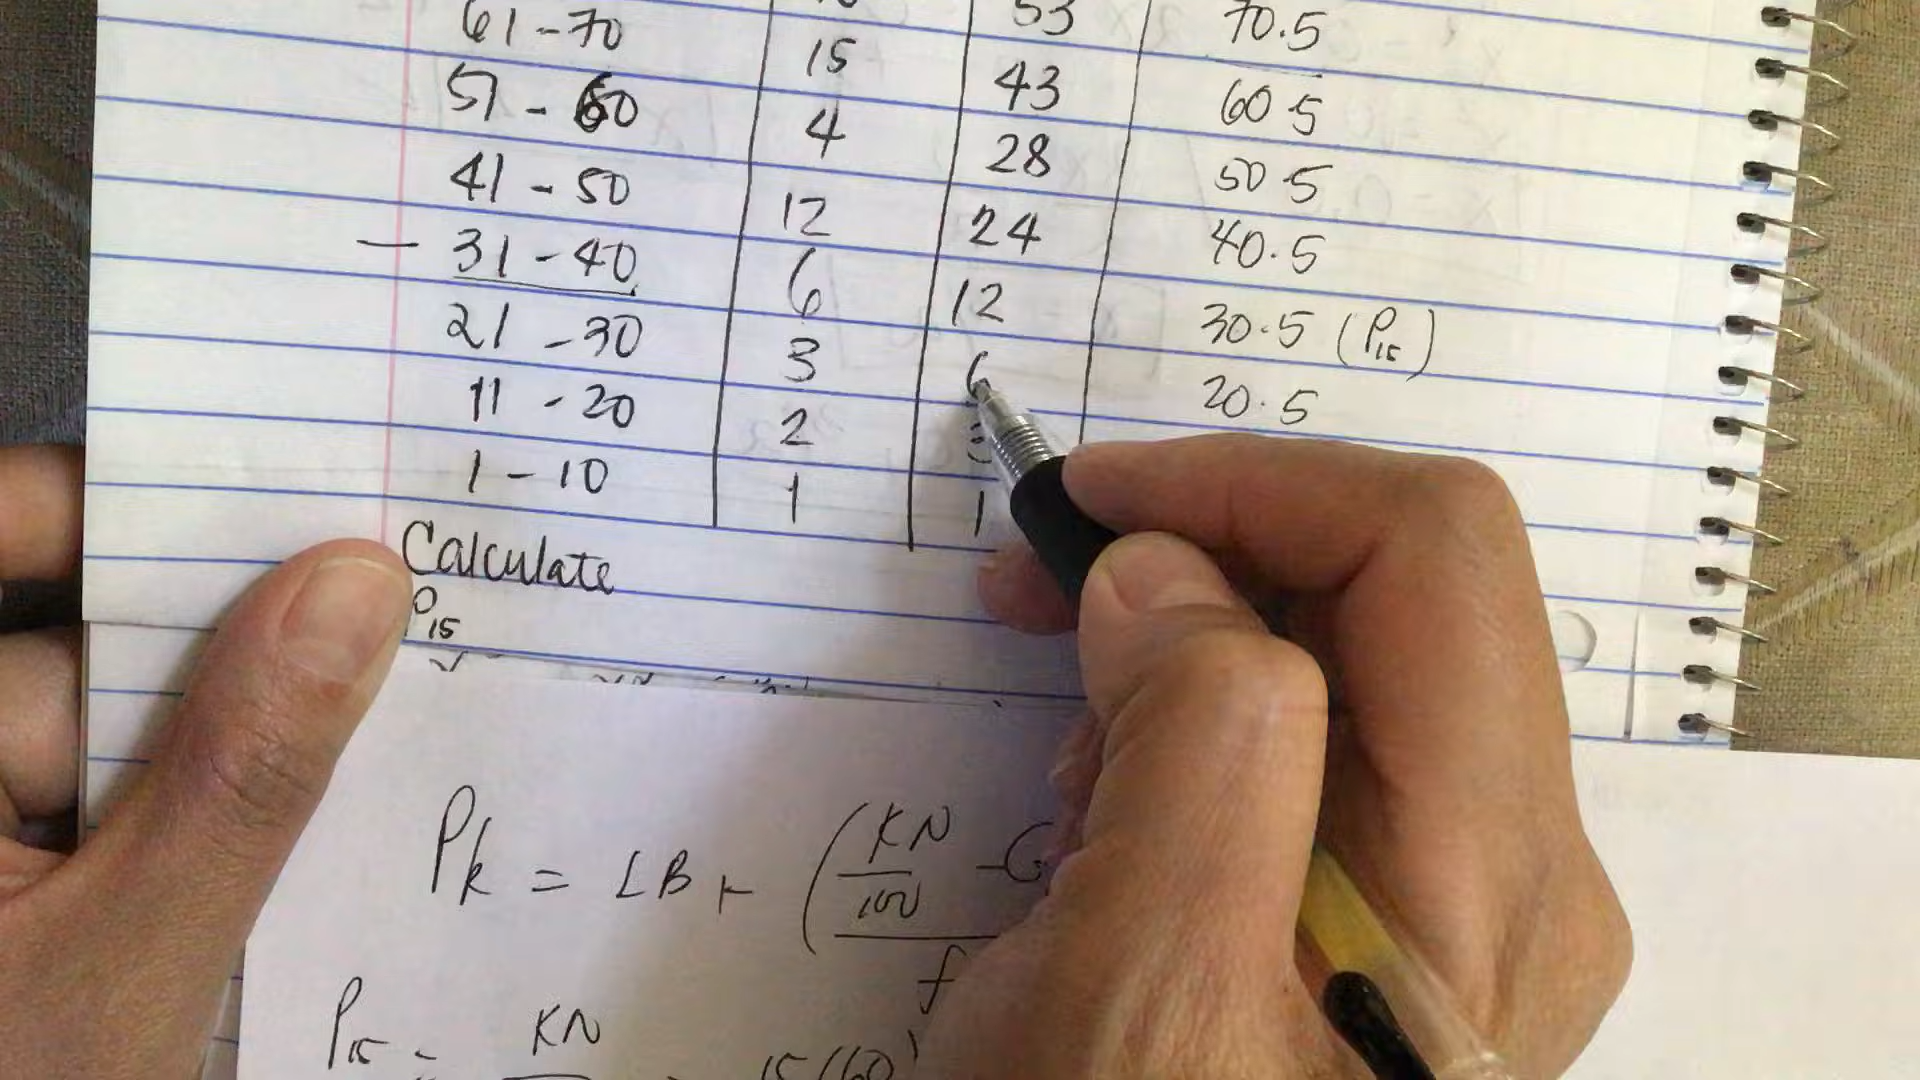 61-70 53 70.5
51-60 15 43 60.5
41-50 4 28 50.5
- 31-40 12 24 40.5
21-30 6 12 30.5 (P15)
11-20 3 6 20.5
1-10 2 3
1 1
Calculate
P15
Pk = LB + (KN
100
f
P15 = KN = 15(60)